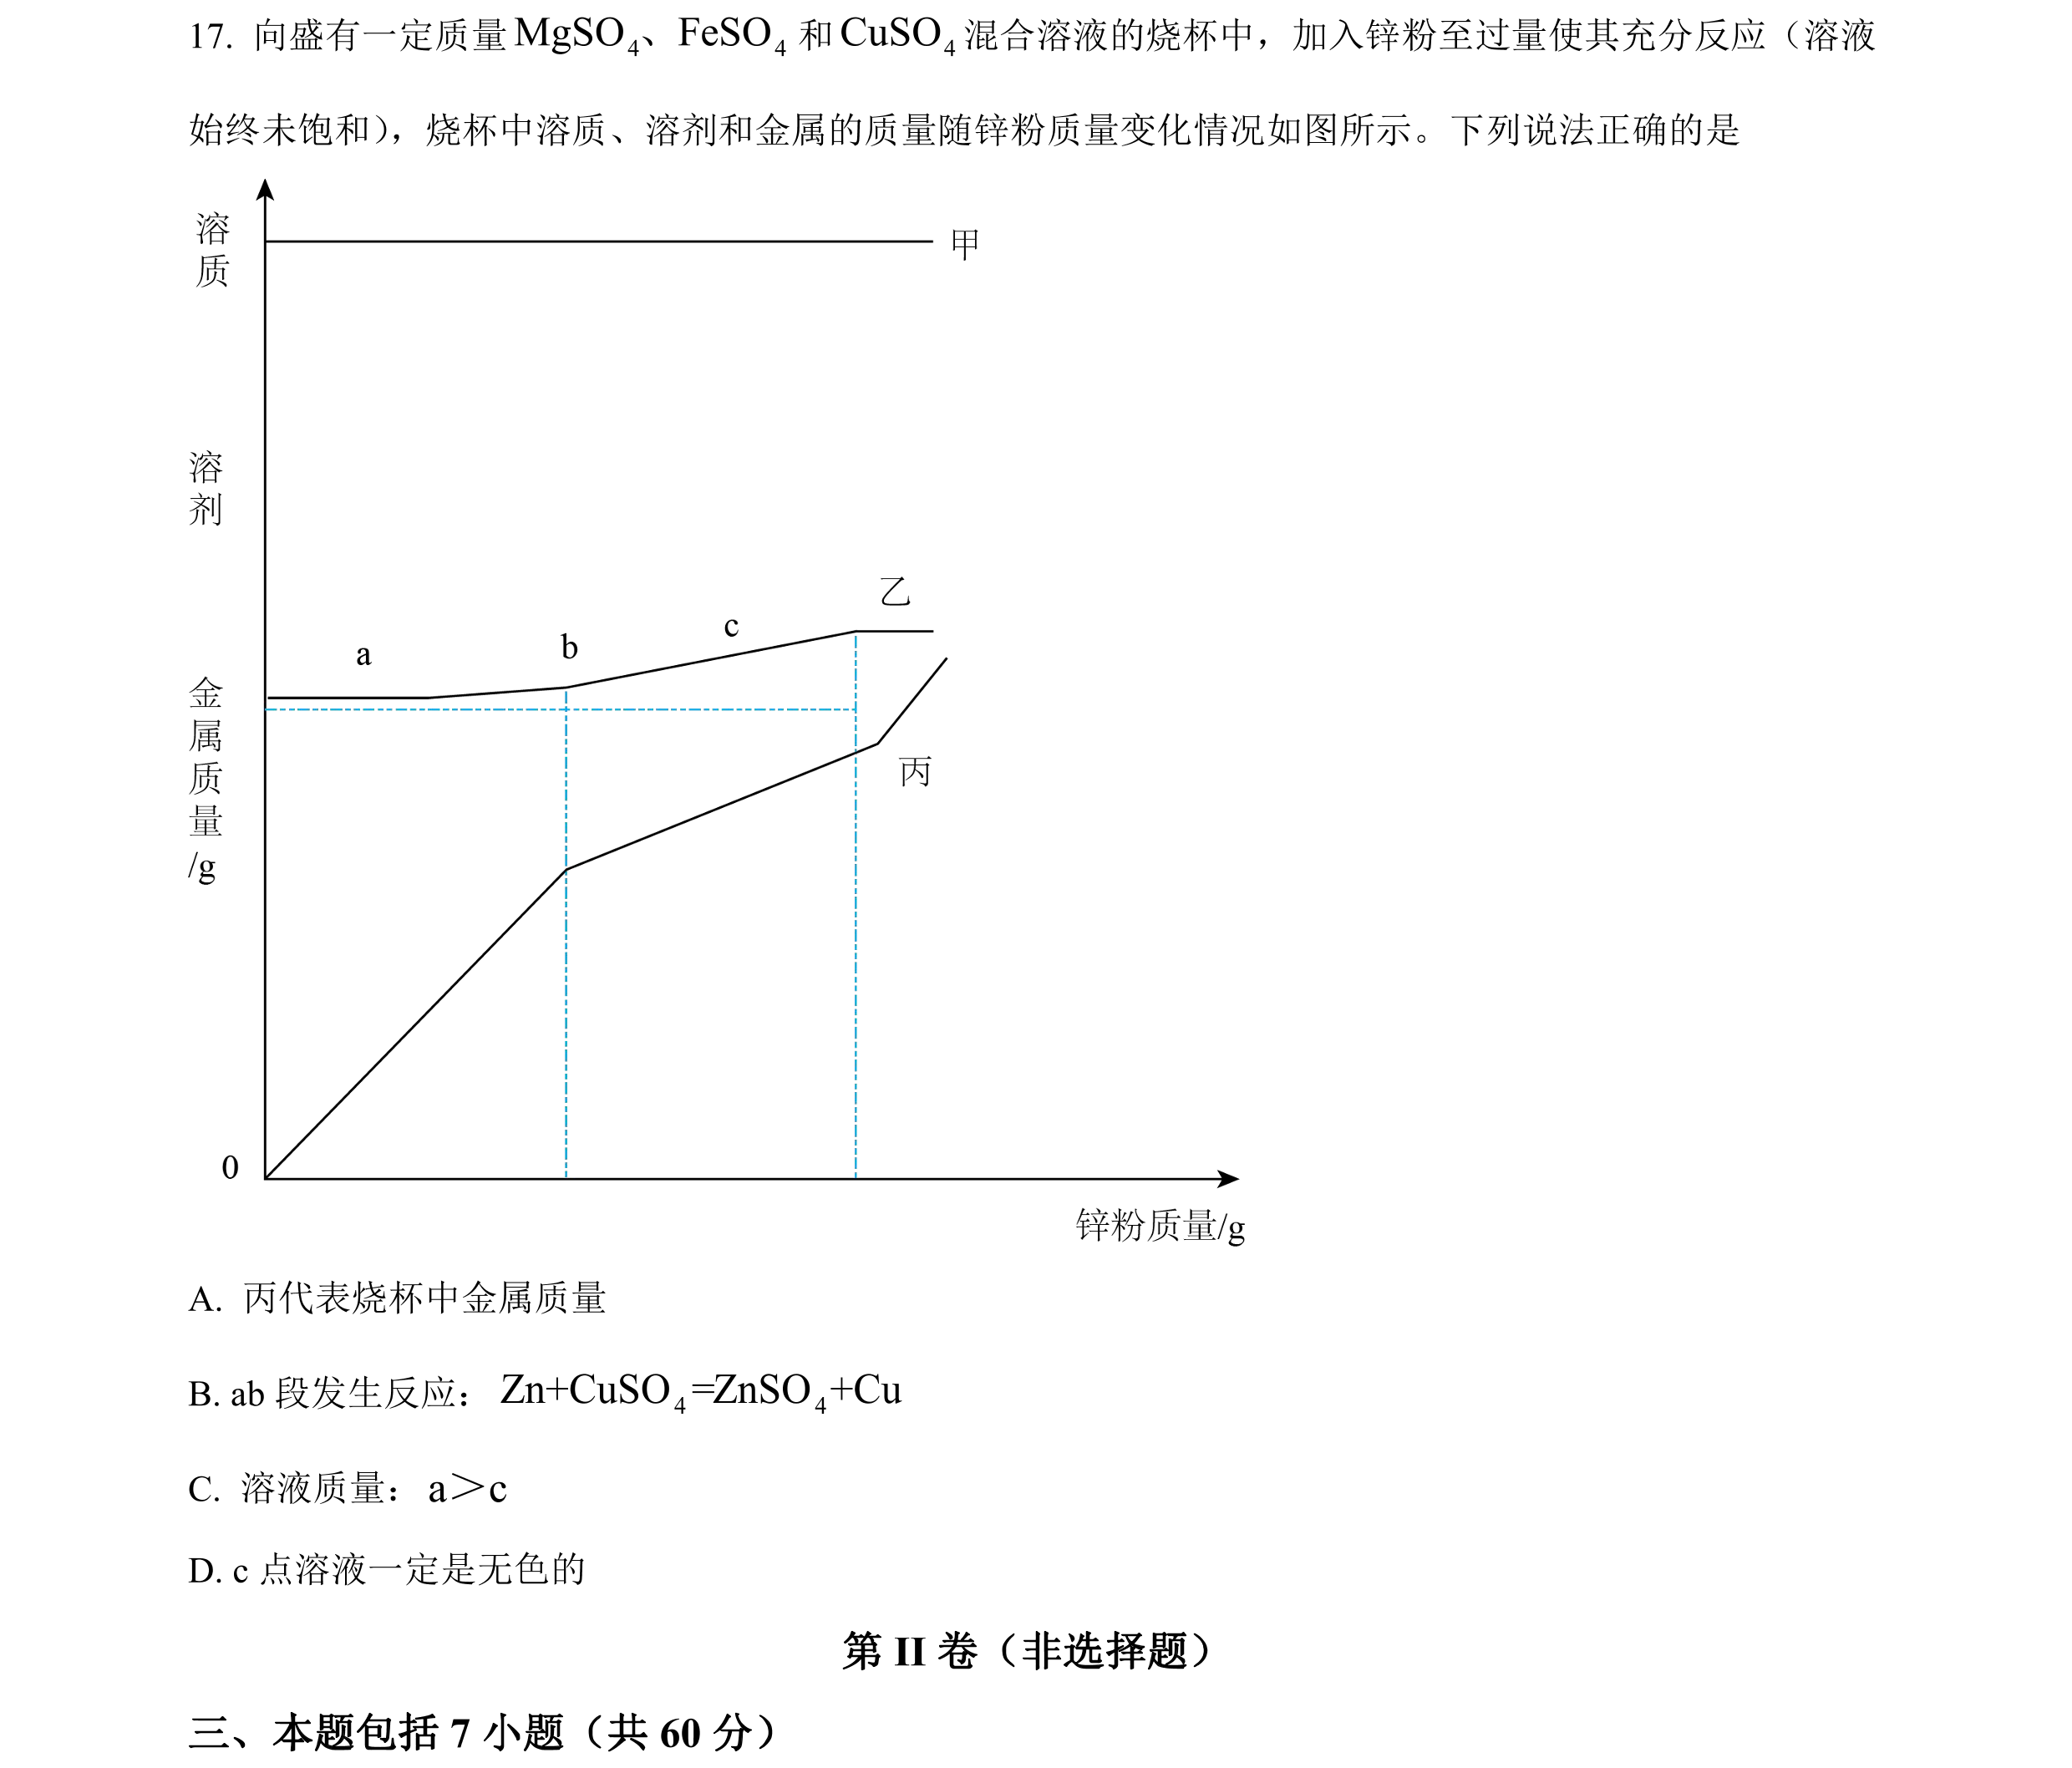 17. 向盛有一定质量 MgSO₄、FeSO₄ 和 CuSO₄ 混合溶液的烧杯中，加入锌粉至过量使其充分反应（溶液
始终未饱和），烧杯中溶质、溶剂和金属的质量随锌粉质量变化情况如图所示。下列说法正确的是
溶质
溶剂
金属质量/g
甲
乙
a
b
c
丙
0
锌粉质量/g
A. 丙代表烧杯中金属质量
B. ab 段发生反应： Zn+CuSO₄=ZnSO₄+Cu
C. 溶液质量： a＞c
D. c 点溶液一定是无色的
第 II 卷（非选择题）
三、本题包括 7 小题（共 60 分）